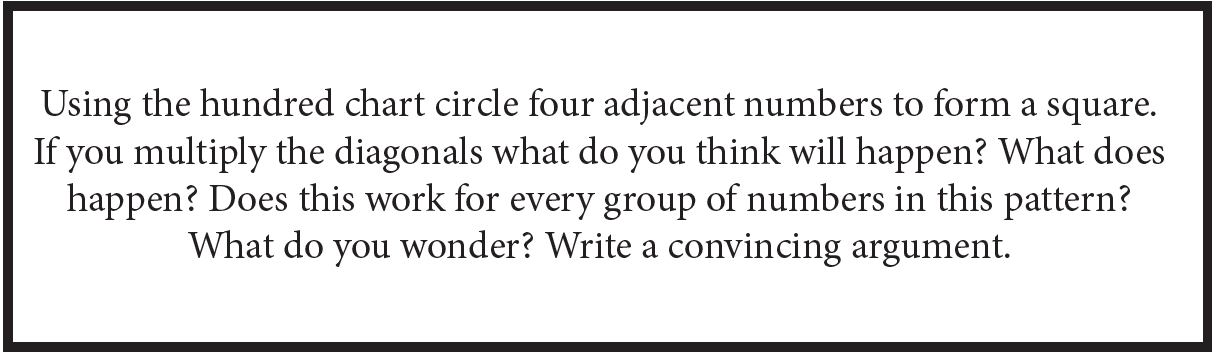 Using the hundred chart circle four adjacent numbers to form a square.
If you multiply the diagonals what do you think will happen? What does
happen? Does this work for every group of numbers in this pattern?
What do you wonder? Write a convincing argument.